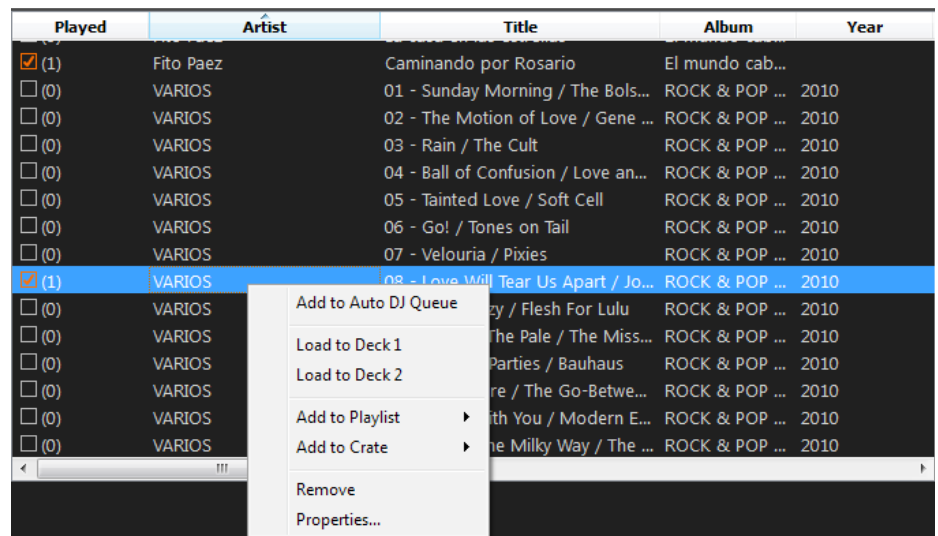 Played Artist Title Album Year
(1) Fito Paez Caminando por Rosario El mundo cab...
(0) VARIOS 01 - Sunday Morning / The Bols... ROCK & POP ... 2010
(0) VARIOS 02 - The Motion of Love / Gene ... ROCK & POP ... 2010
(0) VARIOS 03 - Rain / The Cult ROCK & POP ... 2010
(0) VARIOS 04 - Ball of Confusion / Love an... ROCK & POP ... 2010
(0) VARIOS 05 - Tainted Love / Soft Cell ROCK & POP ... 2010
(0) VARIOS 06 - Go! / Tones on Tail ROCK & POP ... 2010
(0) VARIOS 07 - Velouria / Pixies ROCK & POP ... 2010
(1) VARIOS 08 - Love Will Tear Us Apart / Jo... ROCK & POP ... 2010
(0) VARIOS zy / Flesh For Lulu ROCK & POP ... 2010
(0) VARIOS The Pale / The Miss... ROCK & POP ... 2010
(0) VARIOS Parties / Bauhaus ROCK & POP ... 2010
(0) VARIOS re / The Go-Betwe... ROCK & POP ... 2010
(0) VARIOS ith You / Modern E... ROCK & POP ... 2010
(0) VARIOS he Milky Way / The ... ROCK & POP ... 2010
Add to Auto DJ Queue
Load to Deck 1
Load to Deck 2
Add to Playlist
Add to Crate
Remove
Properties...